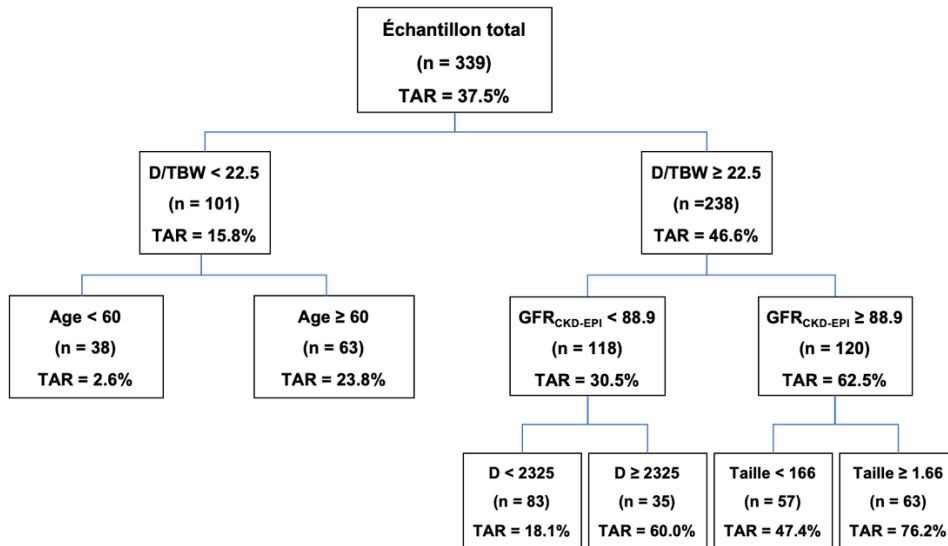 Échantillon total
(n = 339)
TAR = 37.5%
D/TBW < 22.5
(n = 101)
TAR = 15.8%
D/TBW ≥ 22.5
(n =238)
TAR = 46.6%
Age < 60
(n = 38)
TAR = 2.6%
Age ≥ 60
(n = 63)
TAR = 23.8%
GFRCKD-EPI < 88.9
(n = 118)
TAR = 30.5%
GFRCKD-EPI ≥ 88.9
(n = 120)
TAR = 62.5%
D < 2325
(n = 83)
TAR = 18.1%
D ≥ 2325
(n = 35)
TAR = 60.0%
Taille < 166
(n = 57)
TAR = 47.4%
Taille ≥ 1.66
(n = 63)
TAR = 76.2%